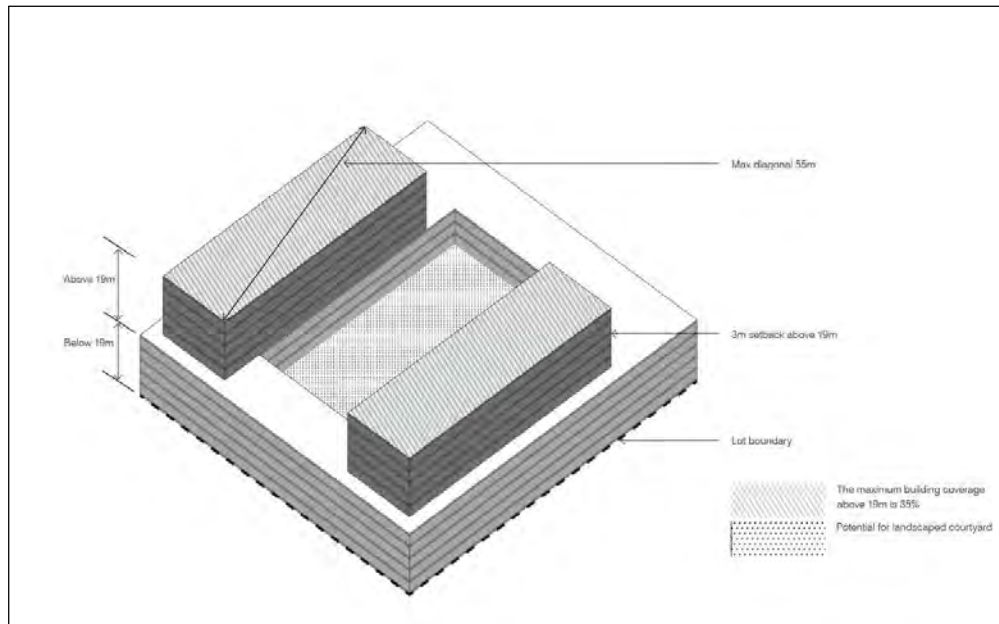 Max diagonal 55m
Above 19m
Below 19m
3m setback above 19m
Lot boundary
The maximum building coverage
above 19m is 35%
Potential for landscaped courtyard